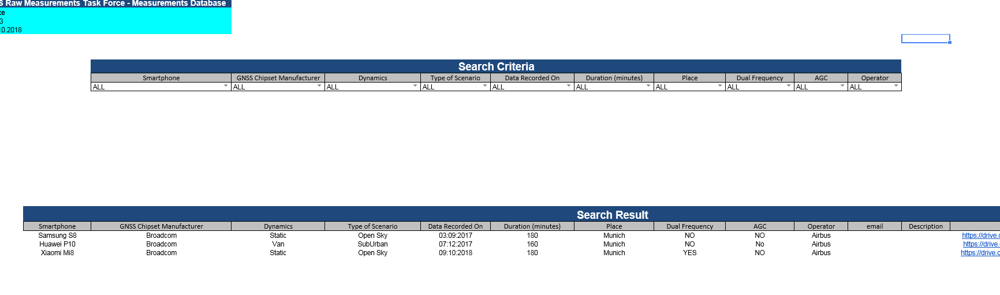 S Raw Measurements Task Force - Measurements Database
ce
3
10.2018
Search Criteria
Smartphone GNSS Chipset Manufacturer Dynamics Type of Scenario Data Recorded On Duration (minutes) Place Dual Frequency AGC Operator
ALL ALL ALL ALL ALL ALL ALL ALL ALL ALL
Search Result
Smartphone GNSS Chipset Manufacturer Dynamics Type of Scenario Data Recorded On Duration (minutes) Place Dual Frequency AGC Operator email Description
Samsung S8 Broadcom Static Open Sky 03:09:2017 180 Munich NO NO Airbus https://drive.
Huawei P10 Broadcom Van SubUrban 07:12:2017 160 Munich NO No Airbus https://drive.
Xiaomi Mi8 Broadcom Static Open Sky 09:10:2018 180 Munich YES NO Airbus https://drive.